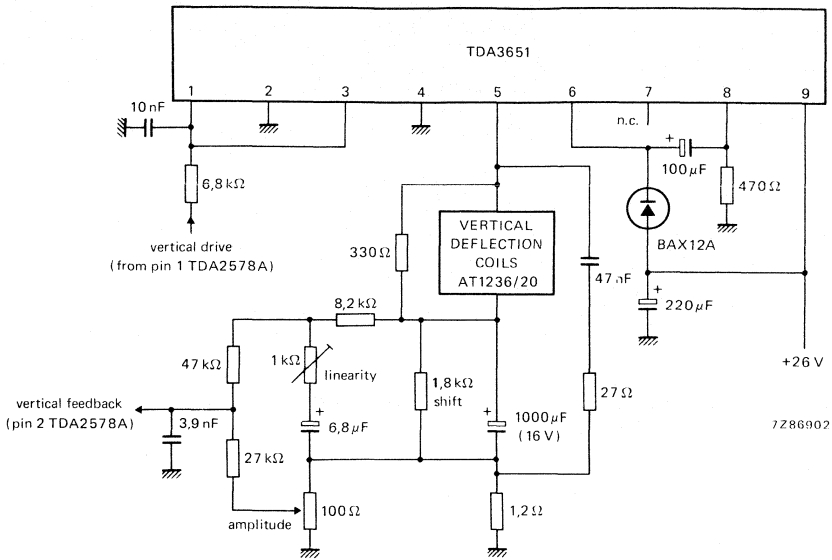 TDA3651
1 2 3 4 5 6 7 8 9
10 nF
n.c.
+
100 µF
6,8 kΩ
470 Ω
vertical drive
(from pin 1 TDA2578A)
BAX12A
VERTICAL
DEFLECTION
COILS
AT1236/20
330 Ω
47 nF
8,2 kΩ
+
220 µF
47 kΩ
1 kΩ
linearity
1,8 kΩ
shift
+26 V
27 Ω
vertical feedback
(pin 2 TDA2578A)
3,9 nF
+
6,8 µF
+
1000 µF
(16 V)
7Z86902
27 kΩ
amplitude
100 Ω
1,2 Ω